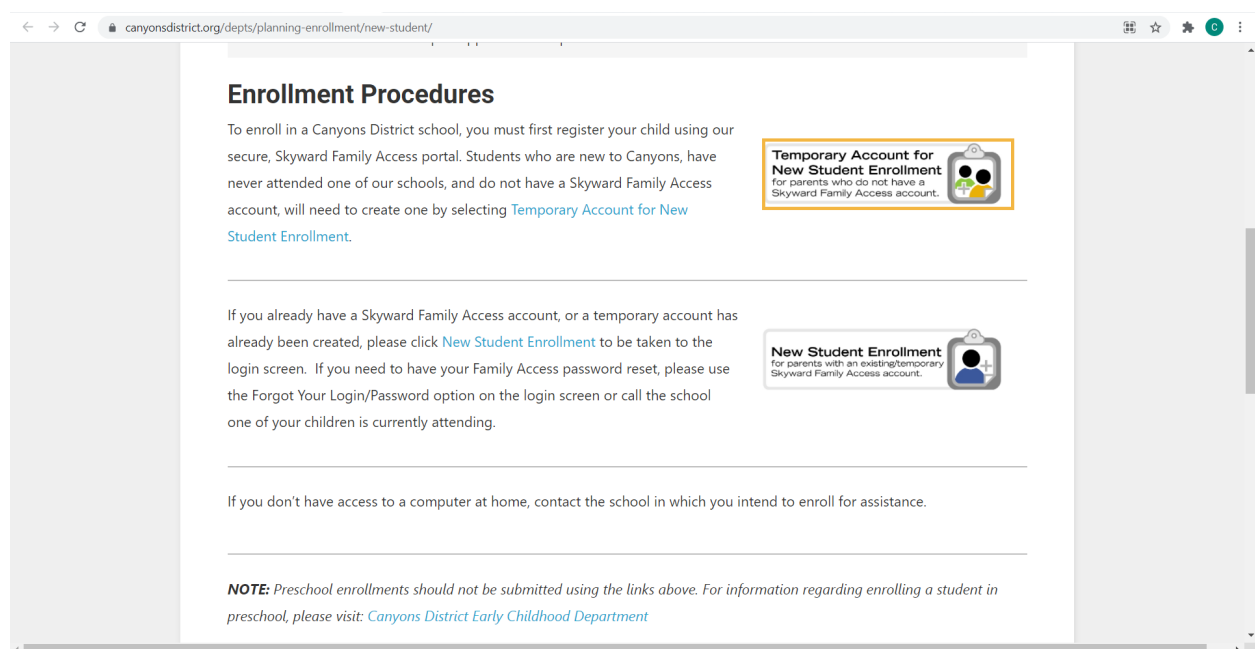 canyonsdistrict.org/depts/planning-enrollment/new-student/
C
Enrollment Procedures
To enroll in a Canyons District school, you must first register your child using our
secure, Skyward Family Access portal. Students who are new to Canyons, have
never attended one of our schools, and do not have a Skyward Family Access
account, will need to create one by selecting Temporary Account for New
Student Enrollment.
Temporary Account for
New Student Enrollment
for parents who do not have a
Skyward Family Access account.
If you already have a Skyward Family Access account, or a temporary account has
already been created, please click New Student Enrollment to be taken to the
login screen.  If you need to have your Family Access password reset, please use
the Forgot Your Login/Password option on the login screen or call the school
one of your children is currently attending.
New Student Enrollment
for parents with an existing/temporary
Skyward Family Access account.
If you don't have access to a computer at home, contact the school in which you intend to enroll for assistance.
NOTE: Preschool enrollments should not be submitted using the links above. For information regarding enrolling a student in
preschool, please visit: Canyons District Early Childhood Department